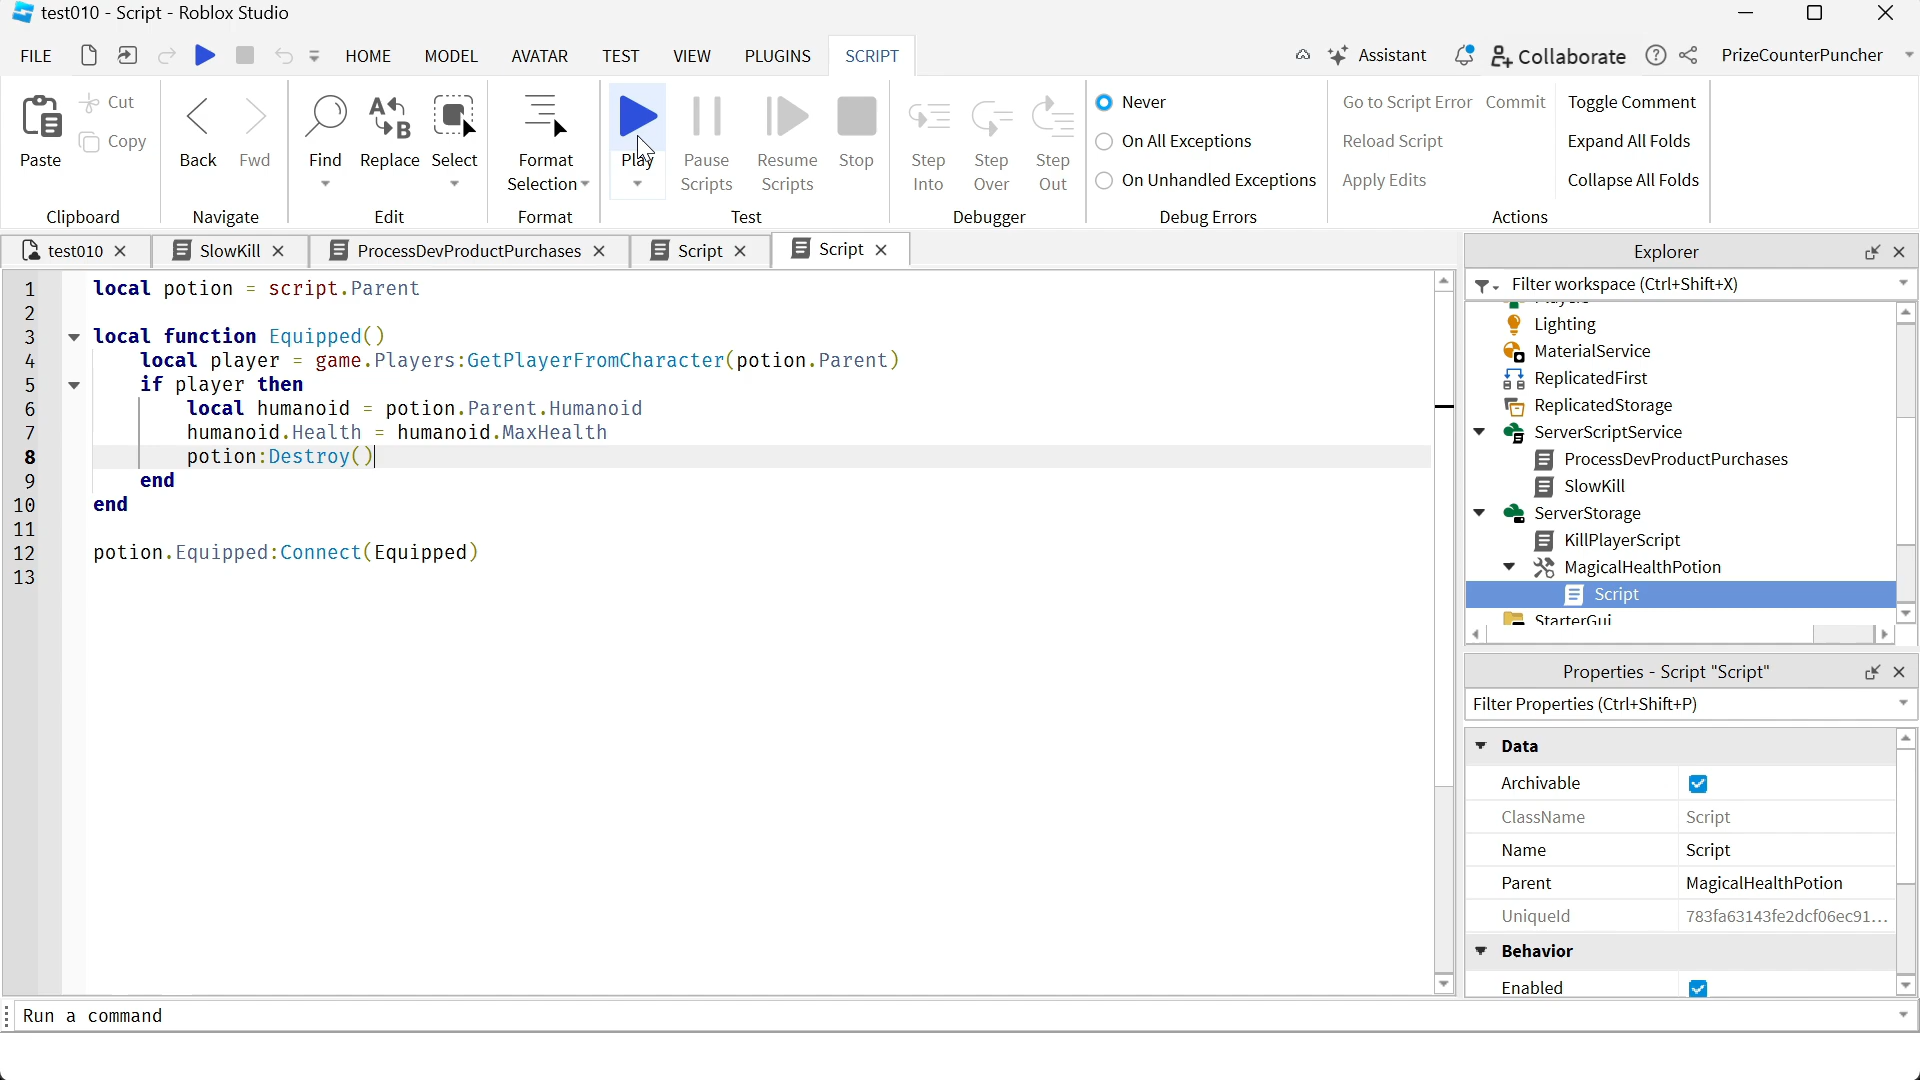 test010 - Script - Roblox Studio
FILE HOME MODEL AVATAR TEST VIEW PLUGINS SCRIPT Assistant Collaborate PrizeCounterPuncher
Paste Cut Copy Clipboard
Back Fwd Navigate
Find Replace Select Edit
Format Selection Format
Play Pause Scripts Resume Scripts Stop Test
Step Into Step Over Step Out Debugger
Never
On All Exceptions
On Unhandled Exceptions
Debug Errors
Go to Script Error Commit Toggle Comment
Reload Script Expand All Folds
Apply Edits Collapse All Folds
Actions
test010 SlowKill ProcessDevProductPurchases Script Script
1 local potion = script.Parent
2
3 local function Equipped()
4 local player = game.Players:GetPlayerFromCharacter(potion.Parent)
5 if player then
6 local humanoid = potion.Parent.Humanoid
7 humanoid.Health = humanoid.MaxHealth
8 potion:Destroy()
9 end
10 end
11
12 potion.Equipped:Connect(Equipped)
13
Explorer
Filter workspace (Ctrl+Shift+X)
Lighting
MaterialService
ReplicatedFirst
ReplicatedStorage
ServerScriptService
ProcessDevProductPurchases
SlowKill
ServerStorage
KillPlayerScript
MagicalHealthPotion
Script
StarterGui
Properties - Script "Script"
Filter Properties (Ctrl+Shift+P)
Data
Archivable
ClassName Script
Name Script
Parent MagicalHealthPotion
UniqueId 783fa63143fe2dcf06ec91...
Behavior
Enabled
Run a command